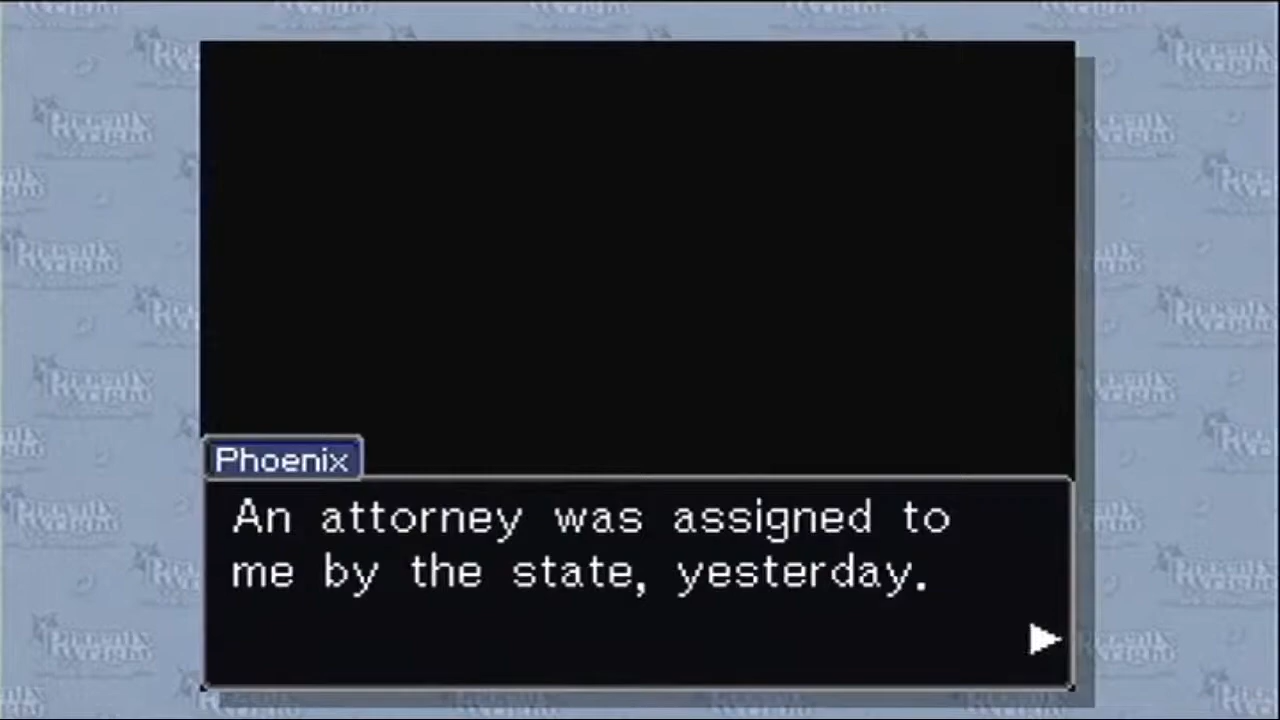 Phoenix
An attorney was assigned to
me by the state, yesterday.